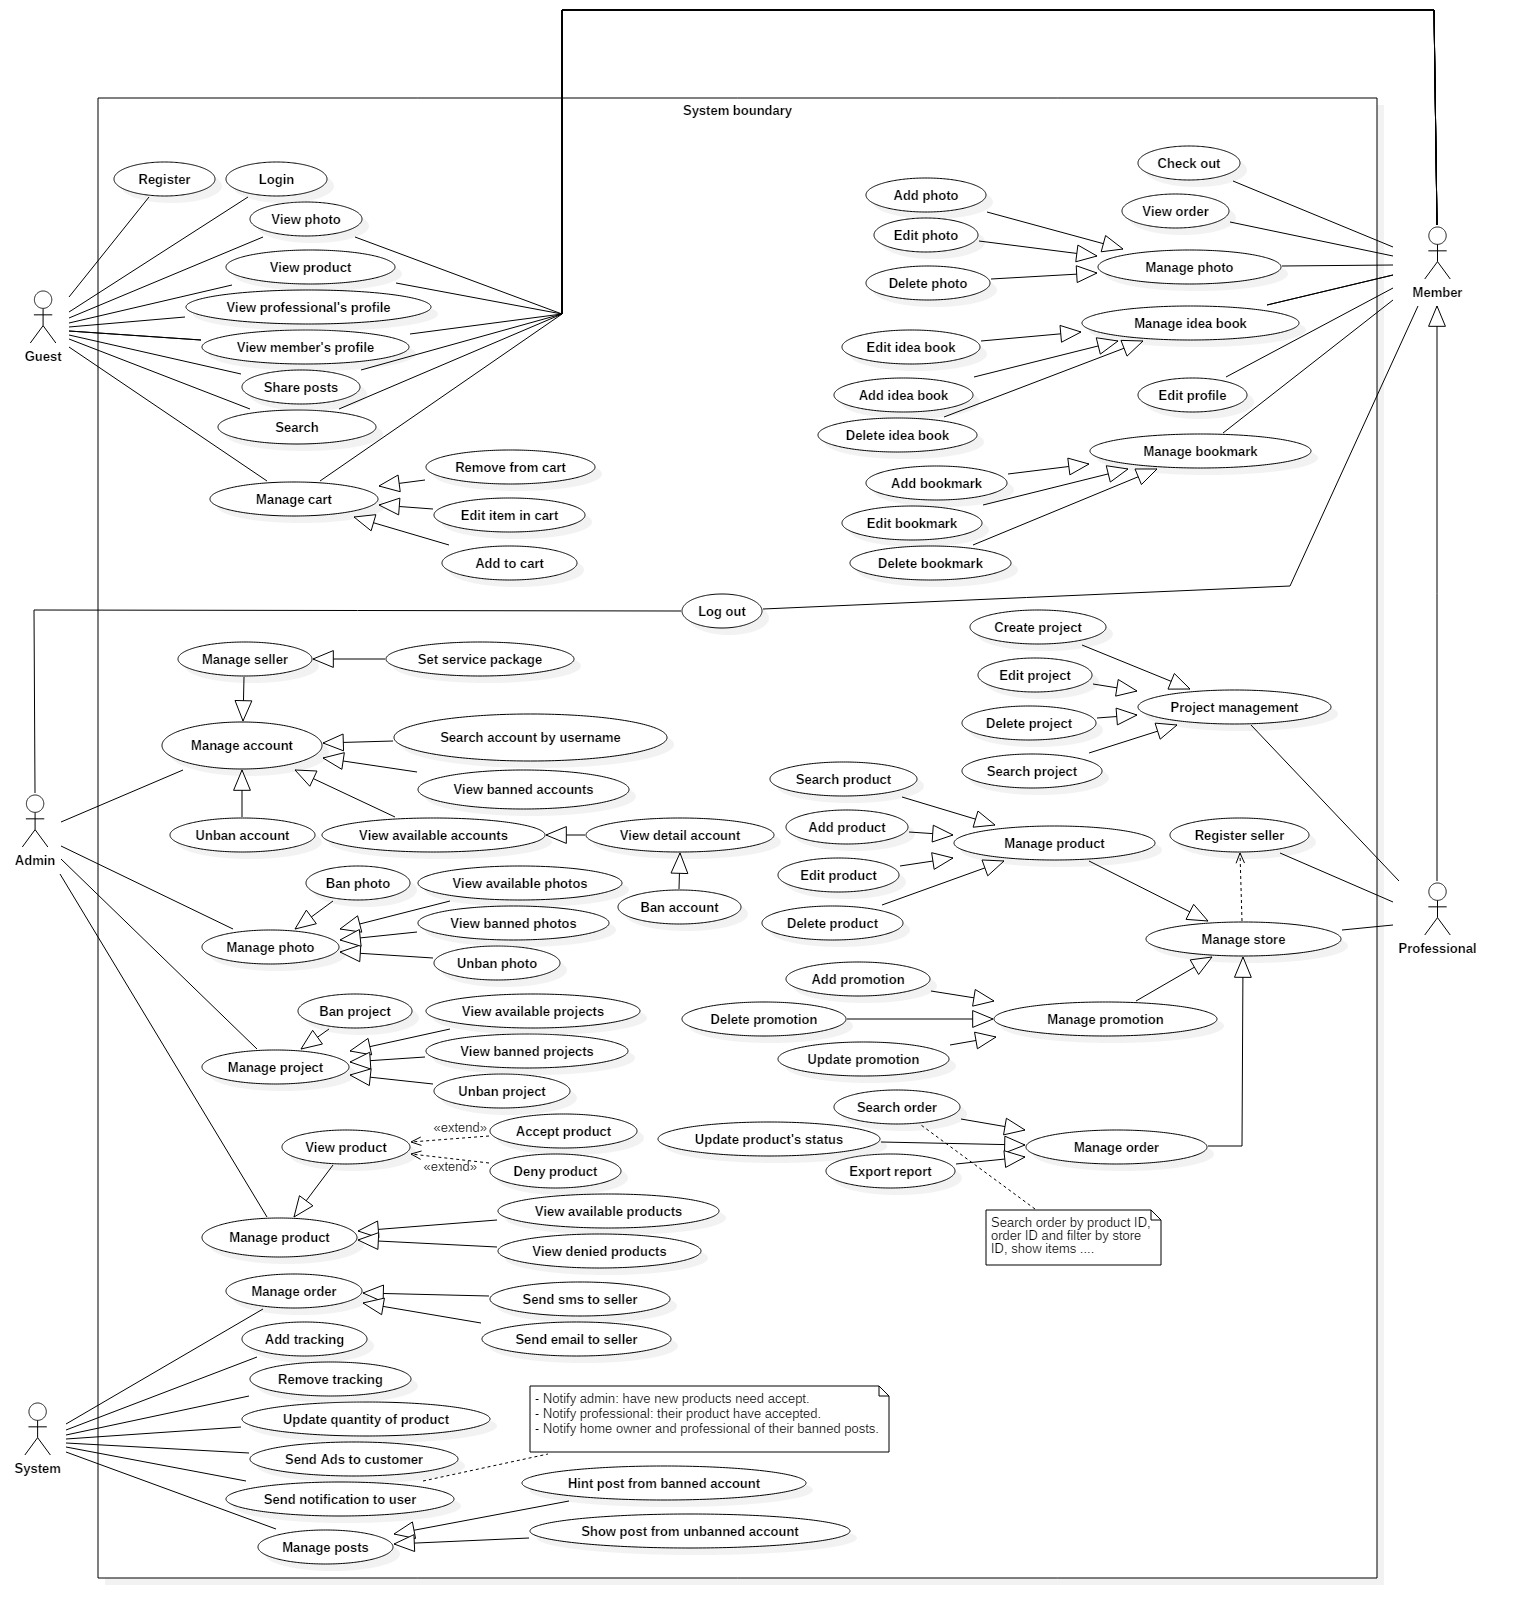 System boundary
Register
Login
View photo
View product
View professional's profile
View member's profile
Share posts
Search
Guest
Manage cart
Remove from cart
Edit item in cart
Add to cart
Check out
Add photo
View order
Edit photo
Manage photo
Delete photo
Member
Manage idea book
Edit idea book
Add idea book
Edit profile
Delete idea book
Manage bookmark
Add bookmark
Edit bookmark
Delete bookmark
Log out
Manage seller
Set service package
Manage account
Search account by username
View banned accounts
Unban account
View available accounts
View detail account
Admin
Ban photo
View available photos
Ban account
View banned photos
Manage photo
Unban photo
Ban project
View available projects
View banned projects
Manage project
Unban project
View product
«extend»
Accept product
«extend»
Deny product
View available products
Manage product
View denied products
Create project
Edit project
Project management
Delete project
Search project
Search product
Add product
Manage product
Register seller
Edit product
Delete product
Manage store
Professional
Add promotion
Delete promotion
Manage promotion
Update promotion
Search order
Update product's status
Manage order
Export report
Search order by product ID,
order ID and filter by store
ID, show items ....
Manage order
Send sms to seller
Send email to seller
Add tracking
Remove tracking
Update quantity of product
Send Ads to customer
System
Send notification to user
- Notify admin: have new products need accept.
- Notify professional: their product have accepted.
- Notify home owner and professional of their banned posts.
Hint post from banned account
Show post from unbanned account
Manage posts